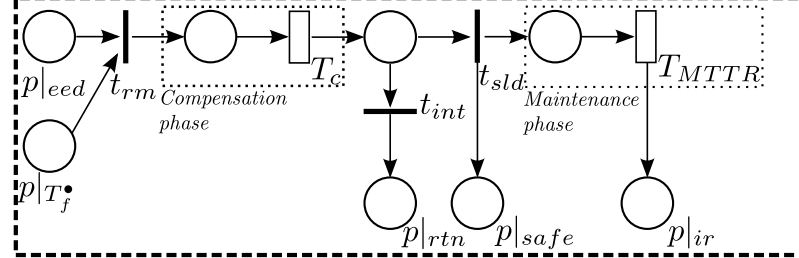 p|eed
t_rm
T_c
t_sld
T_MTTR
Compensation
phase
t_int
Maintenance
phase
p|T_f^•
p|rtn
p|safe
p|ir